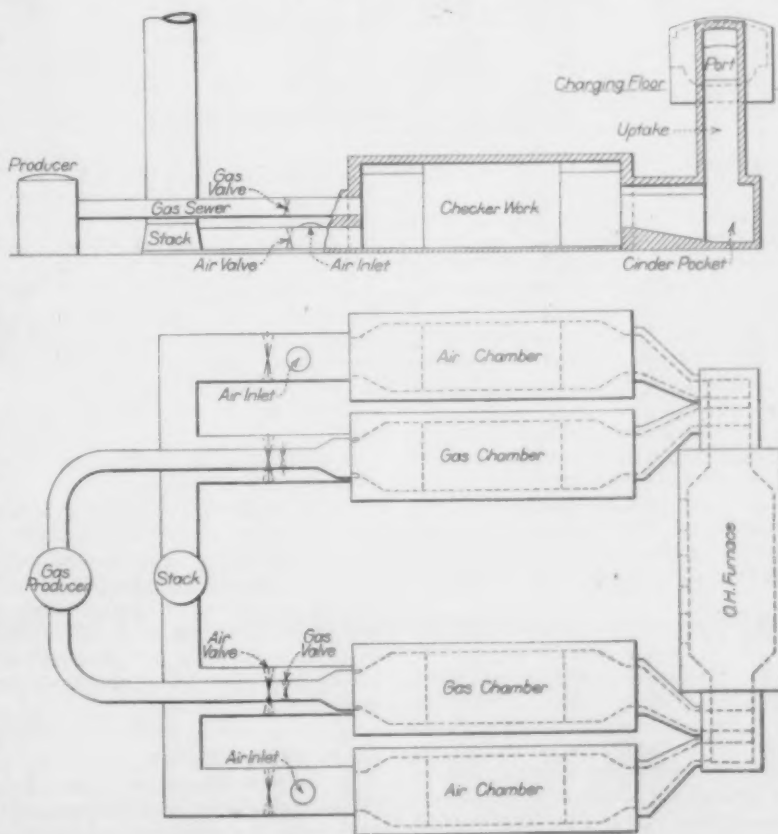 Port
Charging Floor
Uptake
Producer
Gas
Valve
Gas Sewer
Checker Work
Stack
Air Valve
Air Inlet
Cinder Pocket
Air Chamber
Air Inlet
Gas Chamber
Gas
Producer
Stack
O.H. Furnace
Air
Valve
Gas
Valve
Gas Chamber
Air Inlet
Air Chamber